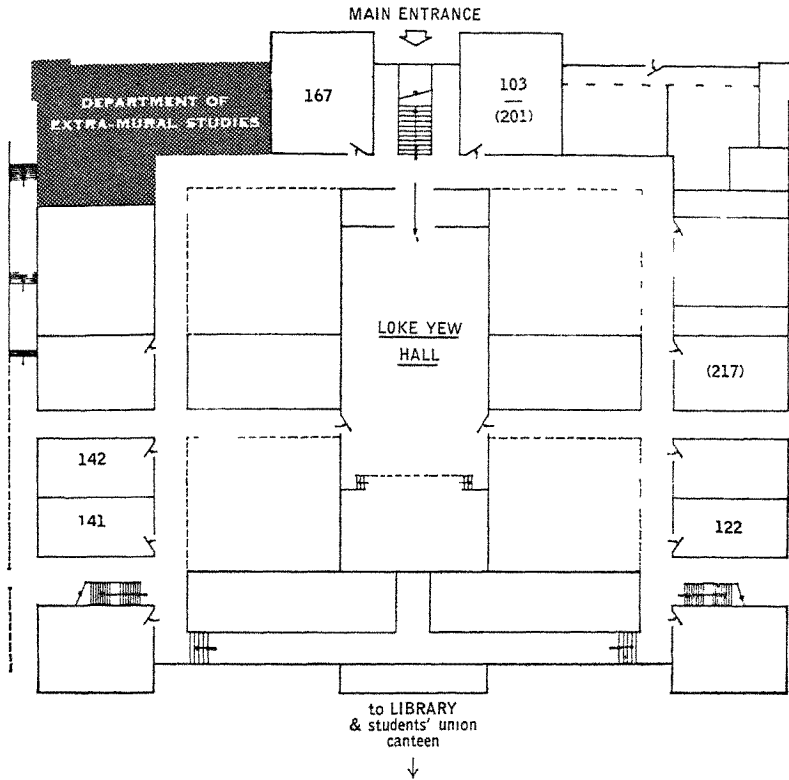 MAIN ENTRANCE
DEPARTMENT OF
EXTRA-MURAL STUDIES
167
103
(201)
LOKE YEW
HALL
(217)
142
141
122
to LIBRARY
& students' union
canteen